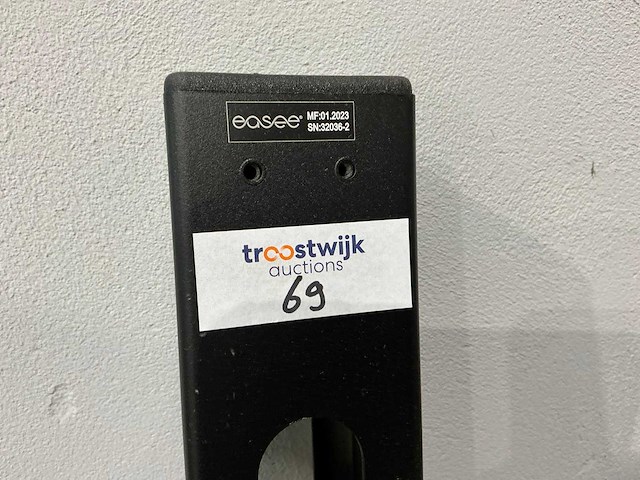 easee®
MF:01.2023
SN:32036-2
troostwijk
auctions
69